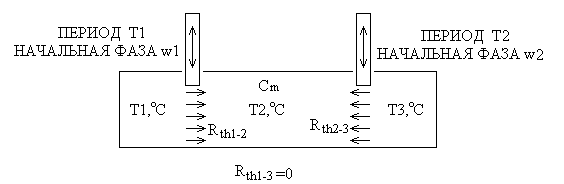 ПЕРИОД T1
НАЧАЛЬНАЯ ФАЗА w1
ПЕРИОД T2
НАЧАЛЬНАЯ ФАЗА w2
Cm
T1,°C
T2,°C
T3,°C
Rth1-2
Rth2-3
Rth1-3=0